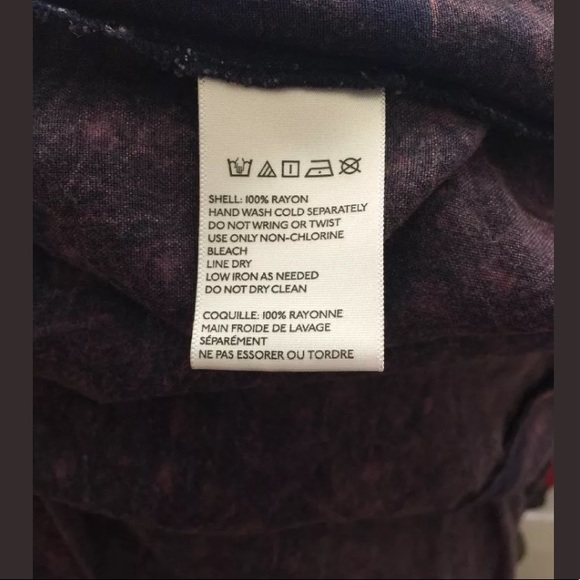 SHELL: 100% RAYON
HAND WASH COLD SEPARATELY
DO NOT WRING OR TWIST
USE ONLY NON-CHLORINE
BLEACH
LINE DRY
LOW IRON AS NEEDED
DO NOT DRY CLEAN
COQUILLE: 100% RAYONNE
MAIN FROIDE DE LAVAGE
SÉPARÉMENT
NE PAS ESSORER OU TORDRE